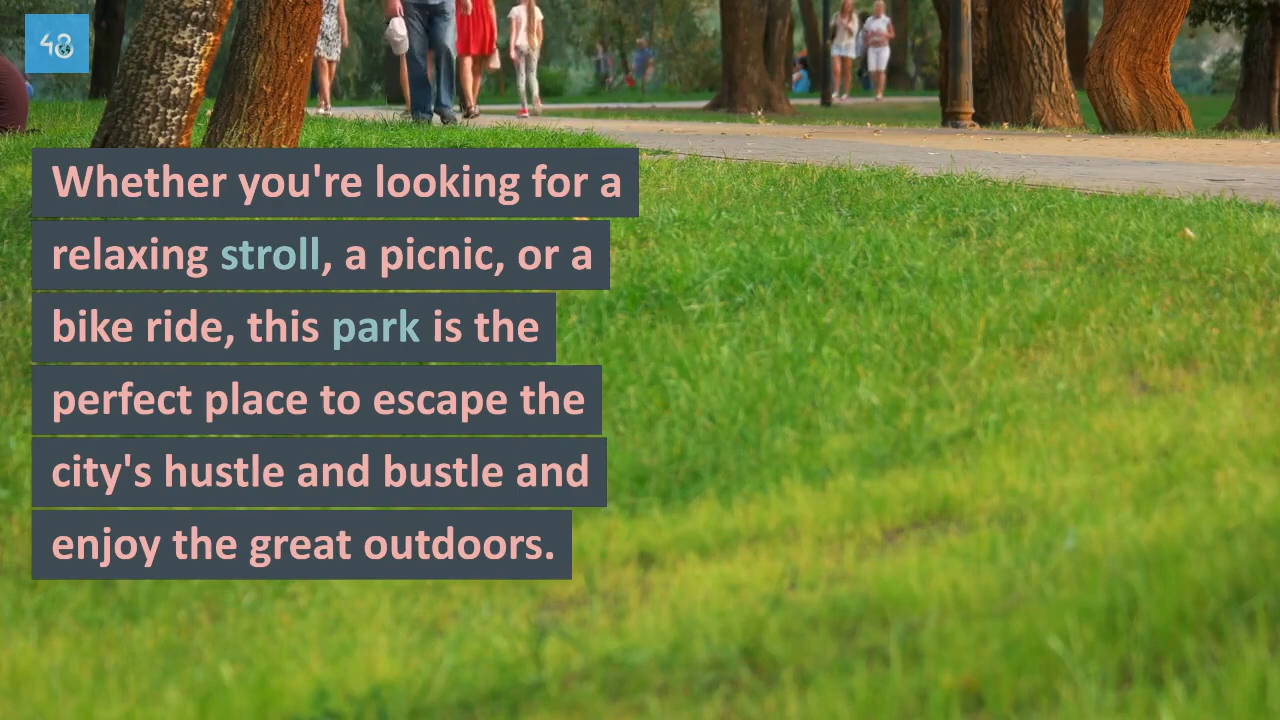 48
Whether you're looking for a
relaxing stroll, a picnic, or a
bike ride, this park is the
perfect place to escape the
city's hustle and bustle and
enjoy the great outdoors.